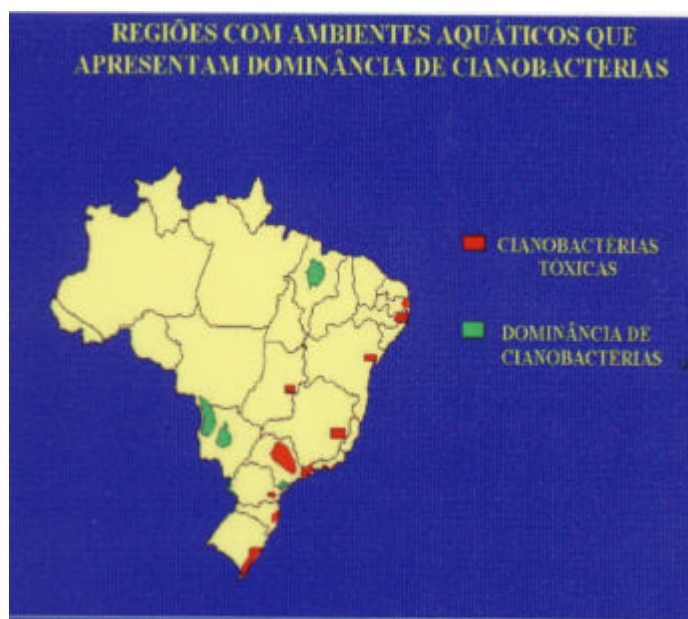 REGIÕES COM AMBIENTES AQUÁTICOS QUE
APRESENTAM DOMINÂNCIA DE CIANOBACTERIAS
CIANOBACTÉRIAS
TÓXICAS
DOMINÂNCIA DE
CIANOBACTÉRIAS